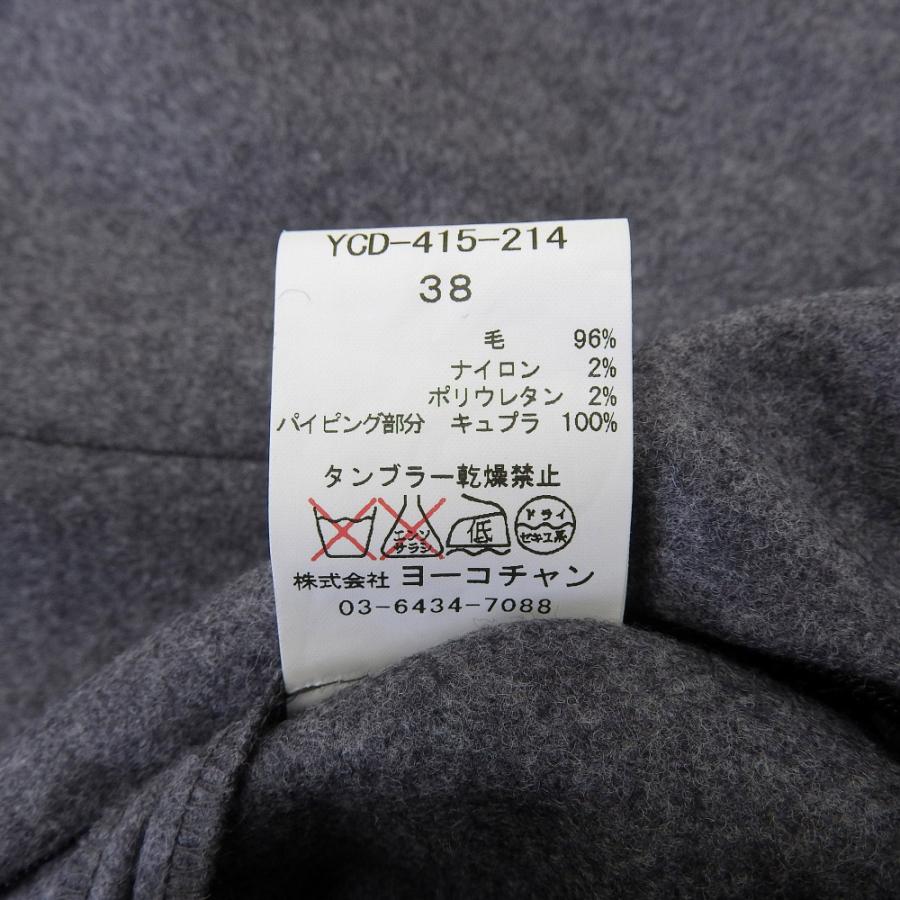 YCD-415-214
38
毛 96%
ナイロン 2%
ポリウレタン 2%
パイピング部分 キュプラ 100%
タンブラー乾燥禁止
エンソ サラシ 低 ドライ セキユ系
株式会社 ヨーコチャン
03-6434-7088